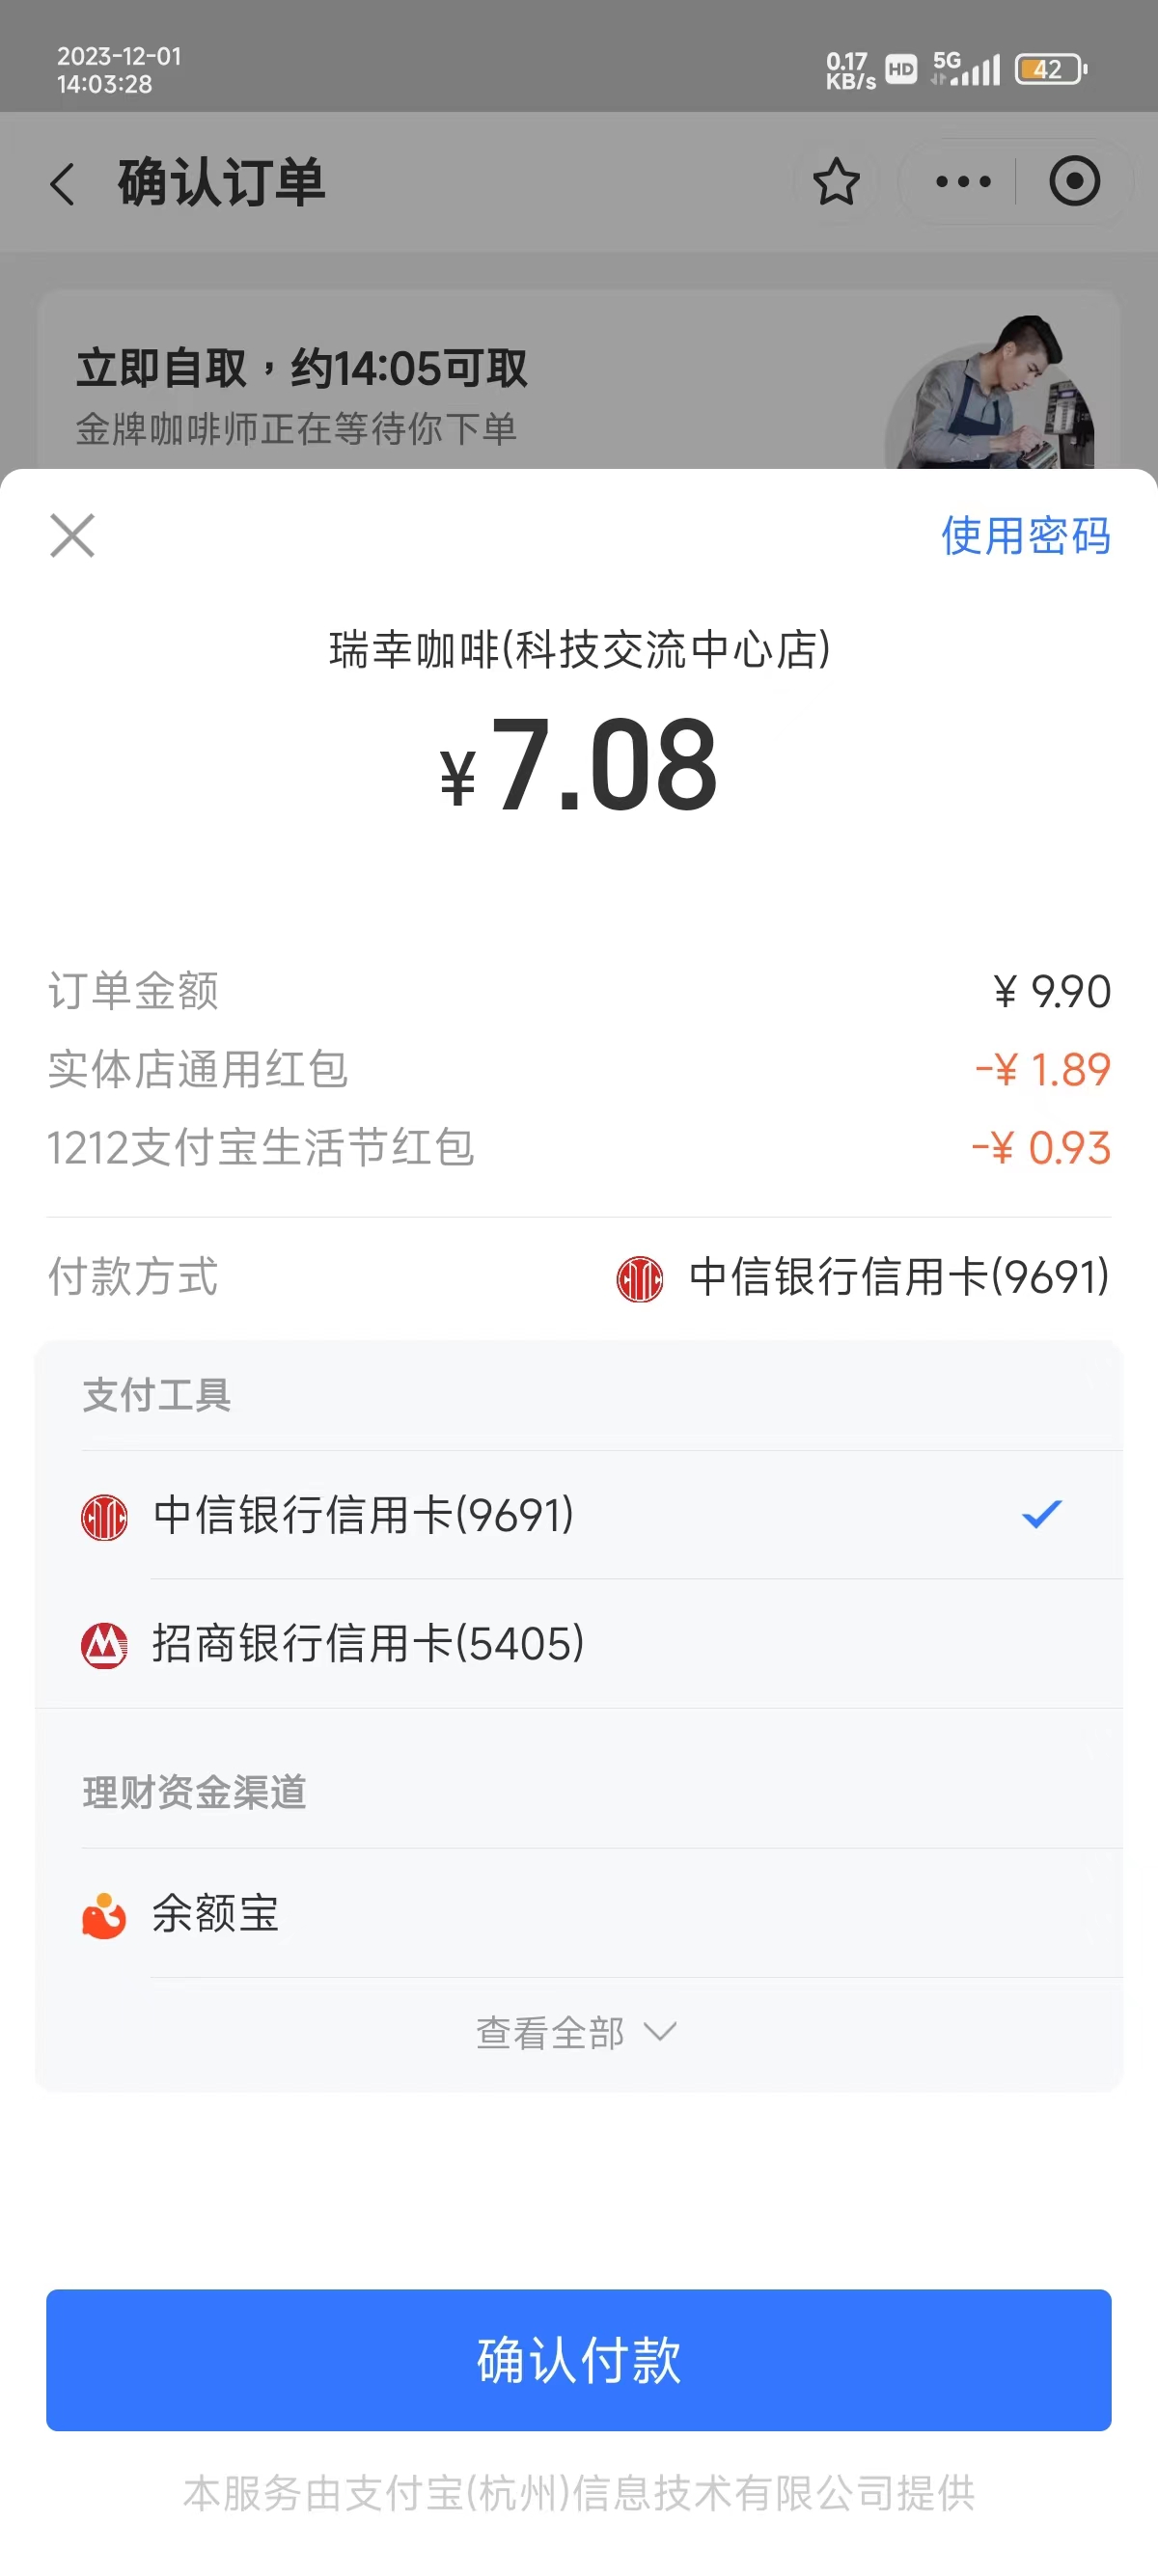 2023-12-01
14:03:28
0.17
KB/s
HD
5G
42
确认订单
立即自取，约14:05可取
金牌咖啡师正在等待你下单
使用密码
瑞幸咖啡(科技交流中心店)
¥7.08
订单金额 ¥ 9.90
实体店通用红包 -¥ 1.89
1212支付宝生活节红包 -¥ 0.93
付款方式 中信银行信用卡(9691)
支付工具
中信银行信用卡(9691)
招商银行信用卡(5405)
理财资金渠道
余额宝
查看全部
确认付款
本服务由支付宝(杭州)信息技术有限公司提供